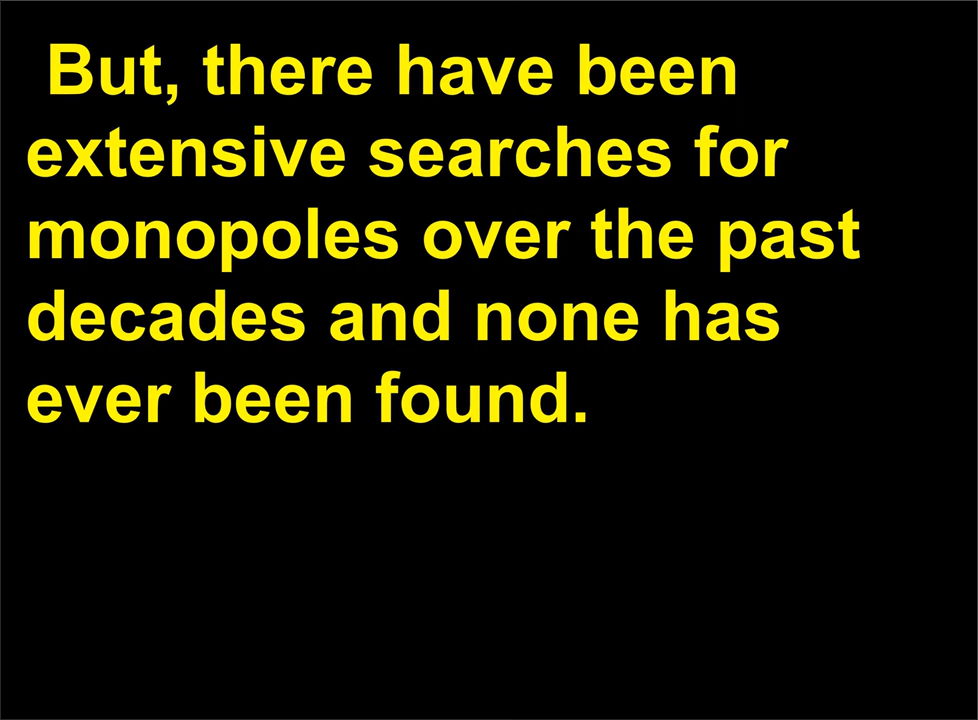 But, there have been
extensive searches for
monopoles over the past
decades and none has
ever been found.